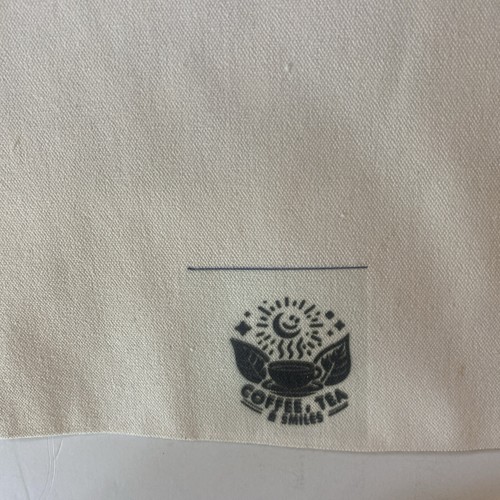 COFFEE, TEA
& SMILES